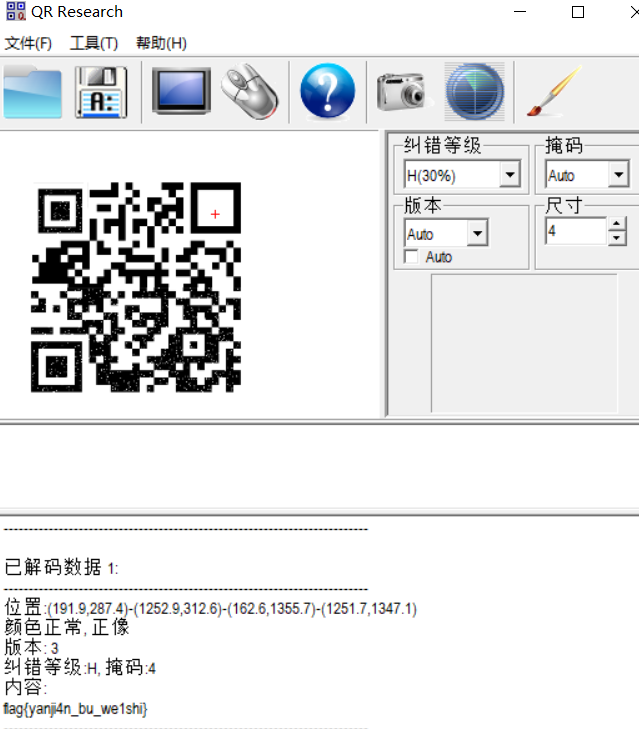 QR Research
文件(F) 工具(T) 帮助(H)
A:
纠错等级 掩码
H(30%) Auto
版本 尺寸
Auto 4
Auto
--------------------------------------------------------------------------------
已解码数据 1:
--------------------------------------------------------------------------------
位置:(191.9,287.4)-(1252.9,312.6)-(162.6,1355.7)-(1251.7,1347.1)
颜色正常, 正像
版本: 3
纠错等级:H, 掩码:4
内容:
flag{yanji4n_bu_we1shi}
--------------------------------------------------------------------------------